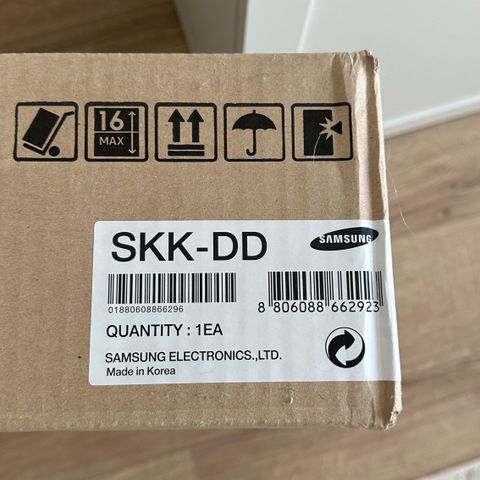 16
MAX
SKK-DD
SAMSUNG
01880608866296
8 806088 662923
QUANTITY : 1EA
SAMSUNG ELECTRONICS.,LTD.
Made in Korea